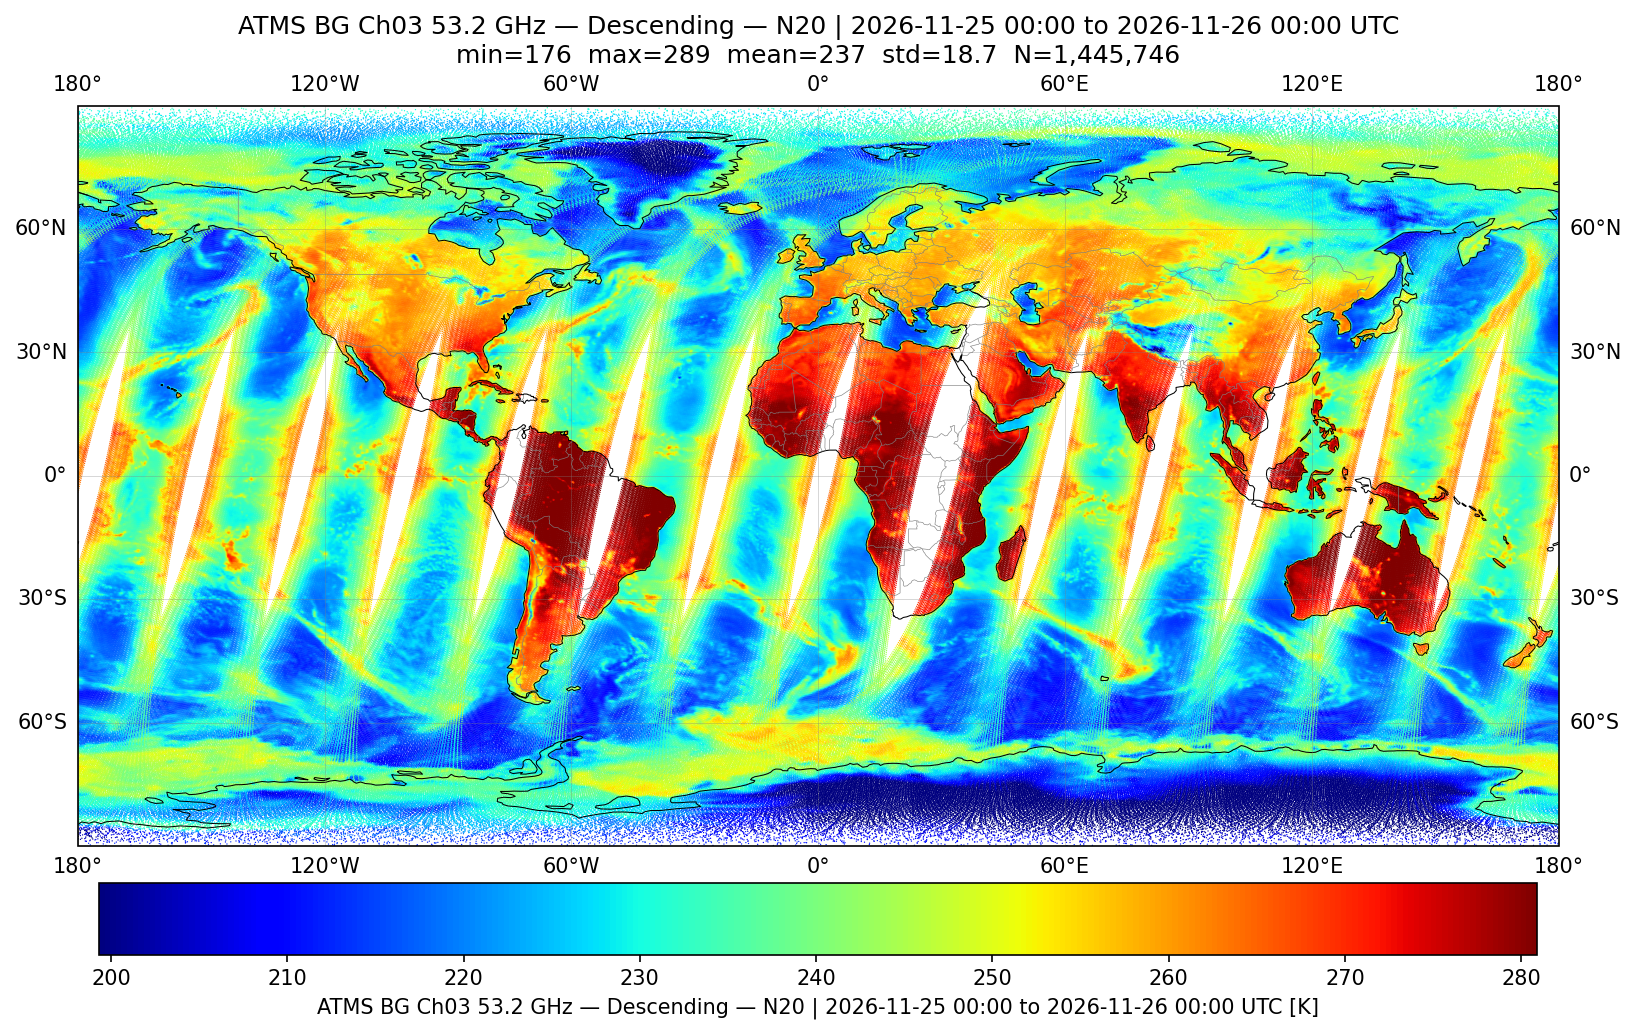 ATMS BG Ch03 53.2 GHz — Descending — N20 | 2026-11-25 00:00 to 2026-11-26 00:00 UTC
min=176 max=289 mean=237 std=18.7 N=1,445,746
180° 120°W 60°W 0° 60°E 120°E 180°
60°N 60°N
30°N 30°N
0° 0°
30°S 30°S
60°S 60°S
180° 120°W 60°W 0° 60°E 120°E 180°
200 210 220 230 240 250 260 270 280
ATMS BG Ch03 53.2 GHz — Descending — N20 | 2026-11-25 00:00 to 2026-11-26 00:00 UTC [K]